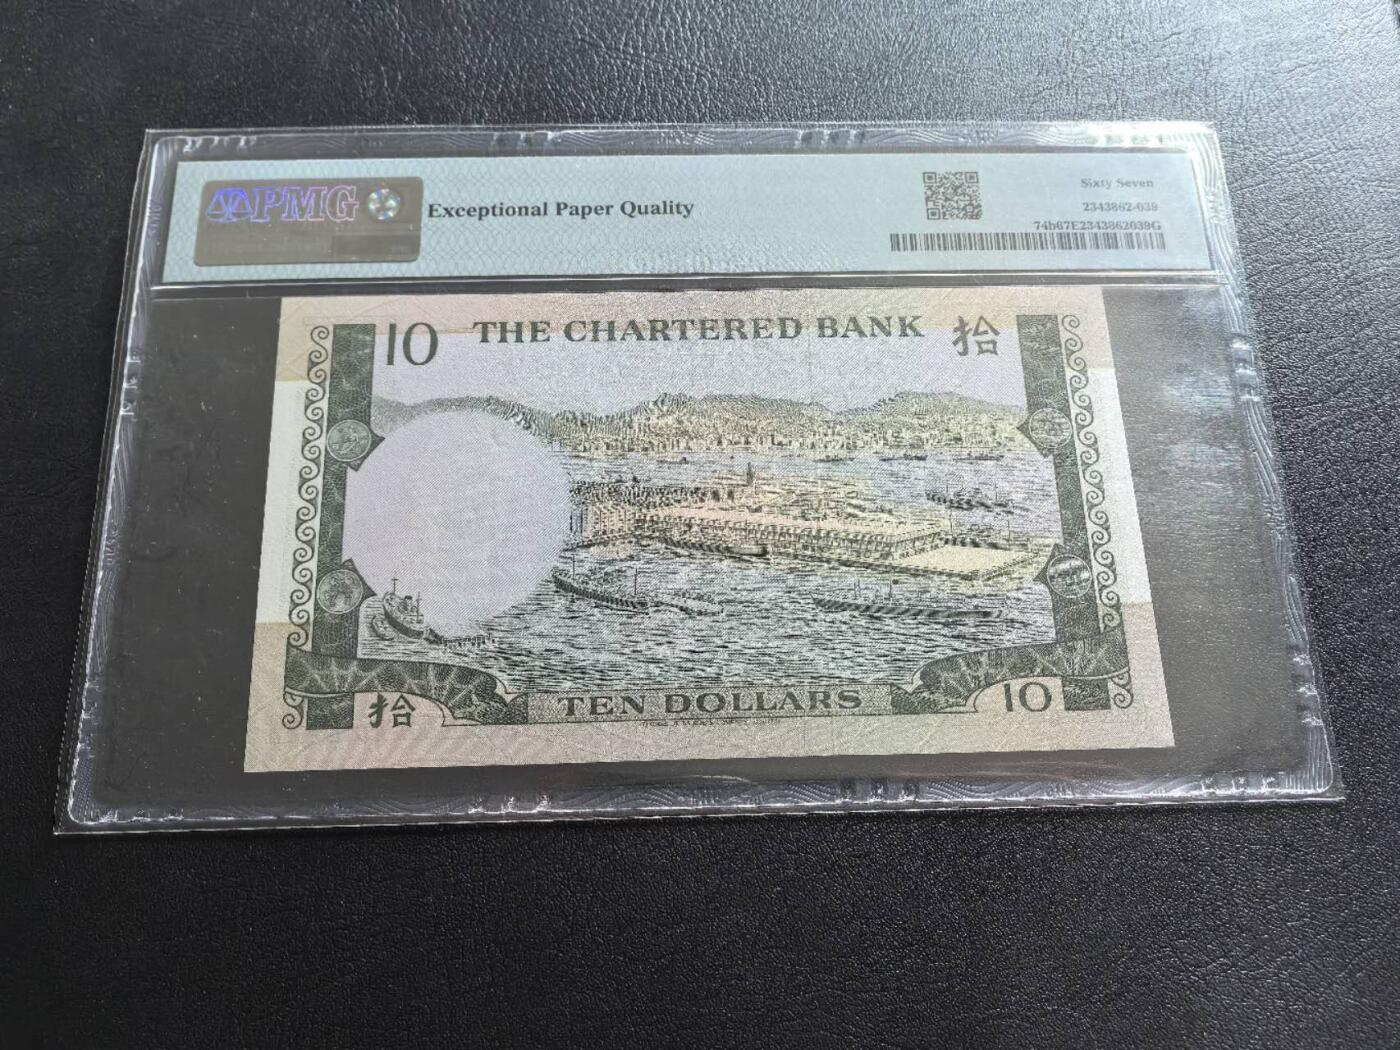 PMG
Exceptional Paper Quality
Sixty Seven
2343862-039
74b67E2343862039G
10 THE CHARTERED BANK 拾
拾 TEN DOLLARS 10